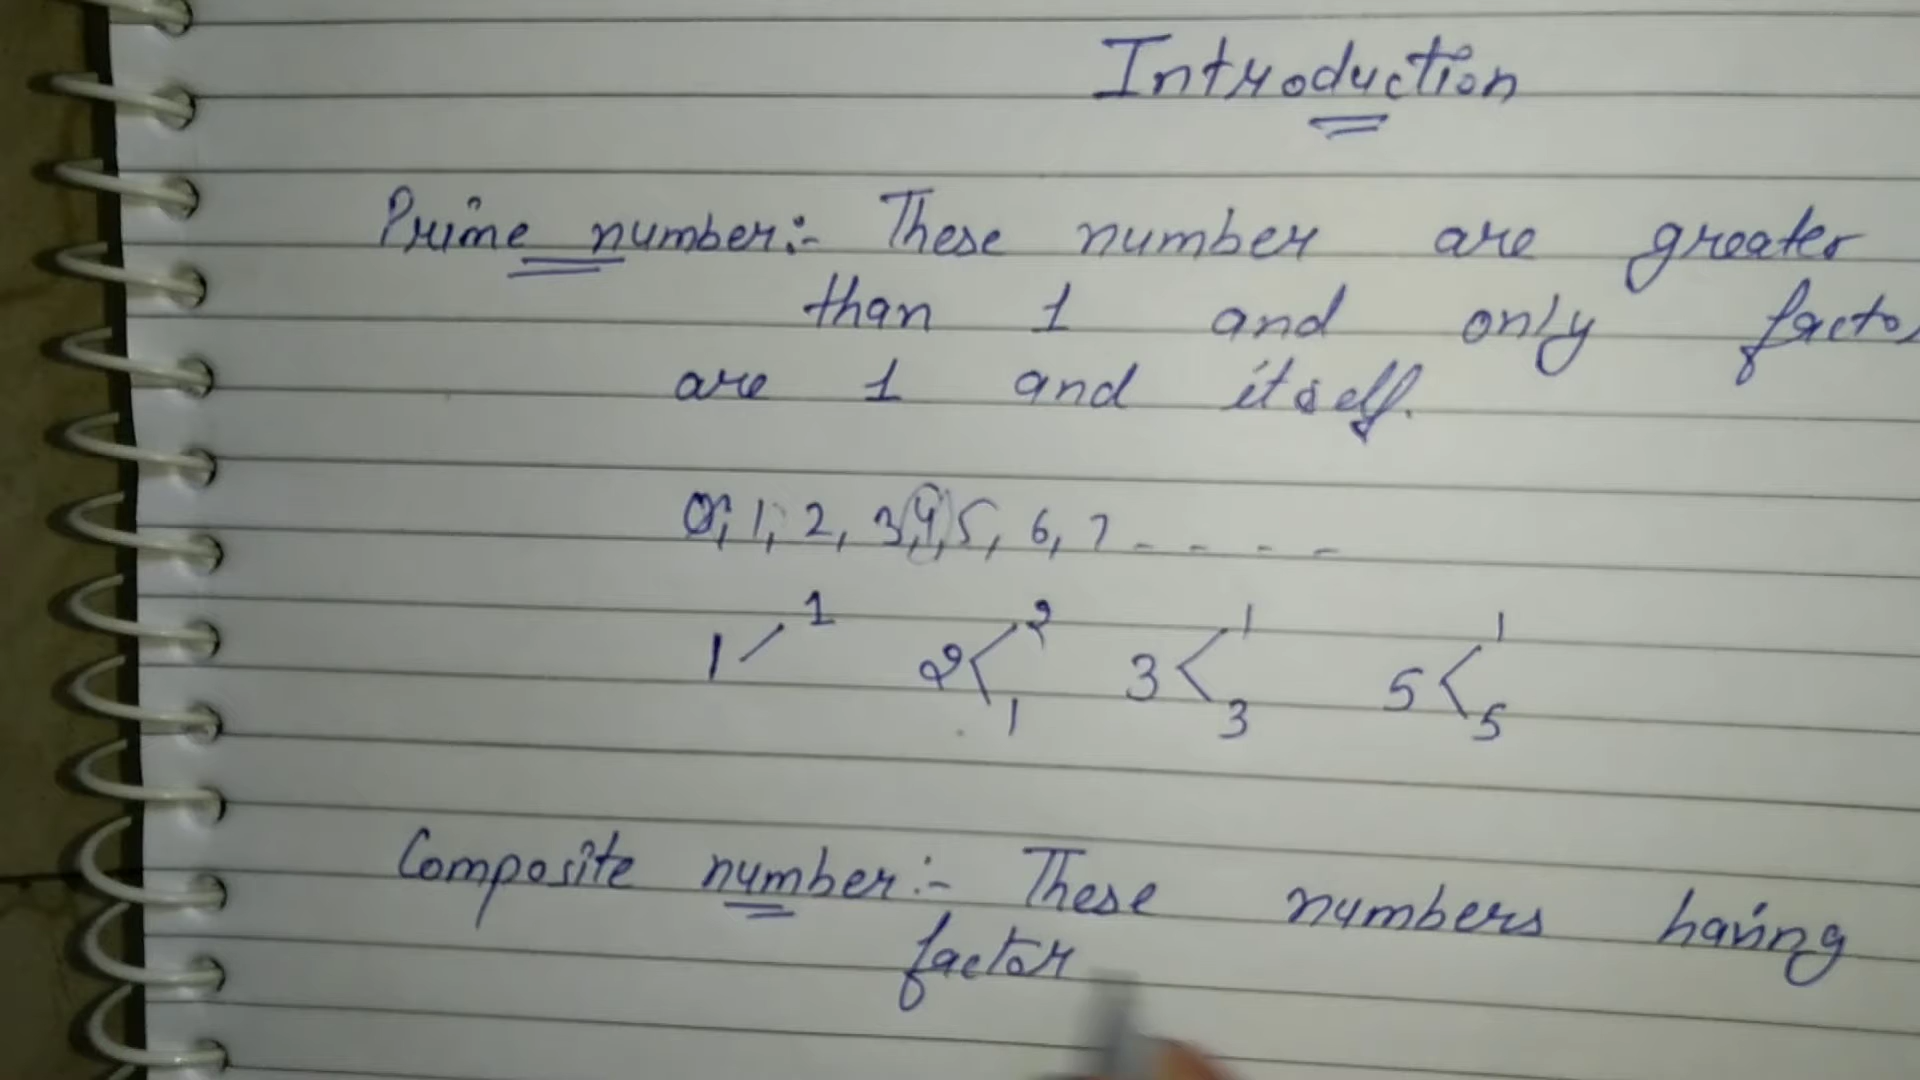 Introduction
Prime number:- These number are greater
than 1 and only facto
are 1 and itself.
0, 1, 2, 3, 4, 5, 6, 7 - - - -
1 2 1 1
1 2 3 5
1 3 5
Composite number:- These numbers having
factor